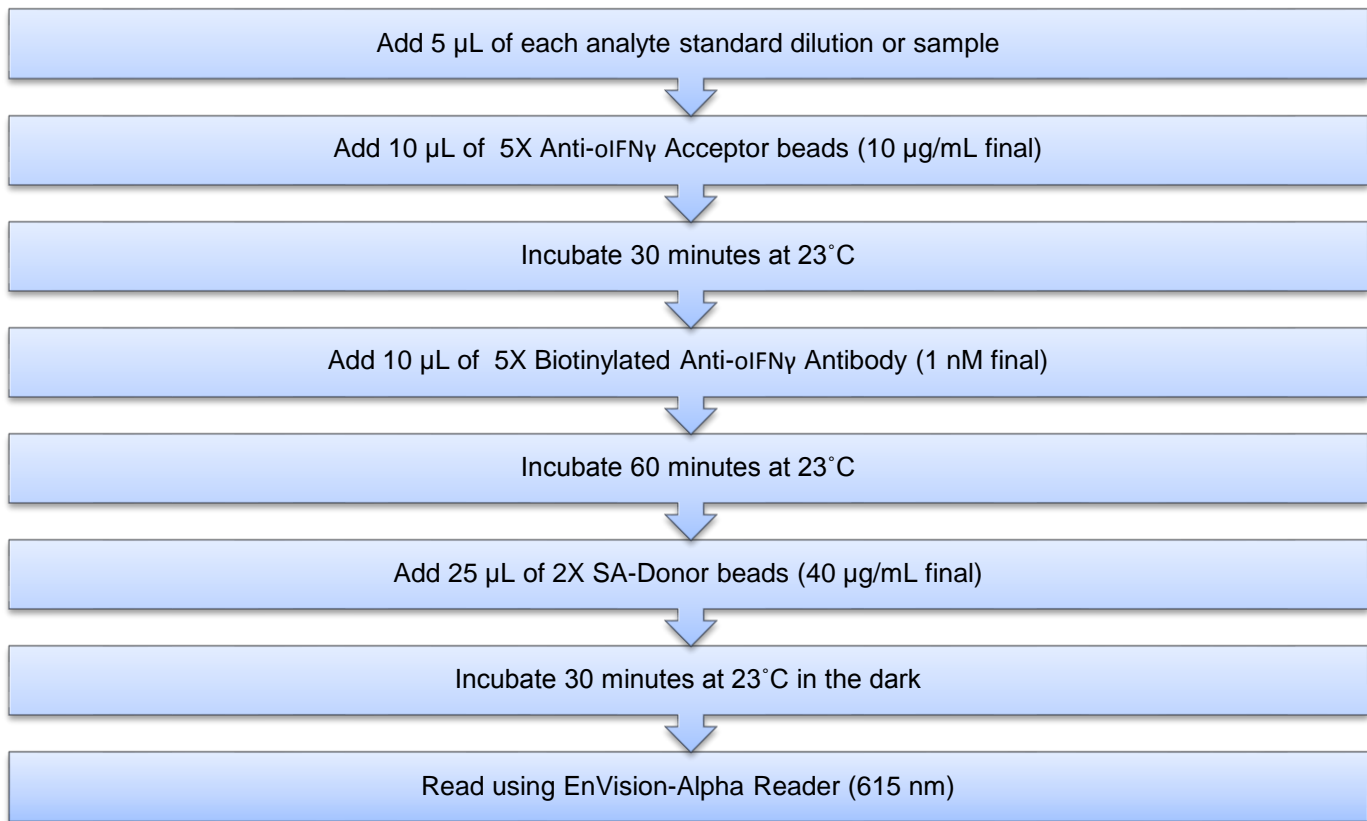 Add 5 µL of each analyte standard dilution or sample
Add 10 µL of 5X Anti-oIFNγ Acceptor beads (10 µg/mL final)
Incubate 30 minutes at 23˚C
Add 10 µL of 5X Biotinylated Anti-oIFNγ Antibody (1 nM final)
Incubate 60 minutes at 23˚C
Add 25 µL of 2X SA-Donor beads (40 µg/mL final)
Incubate 30 minutes at 23˚C in the dark
Read using EnVision-Alpha Reader (615 nm)